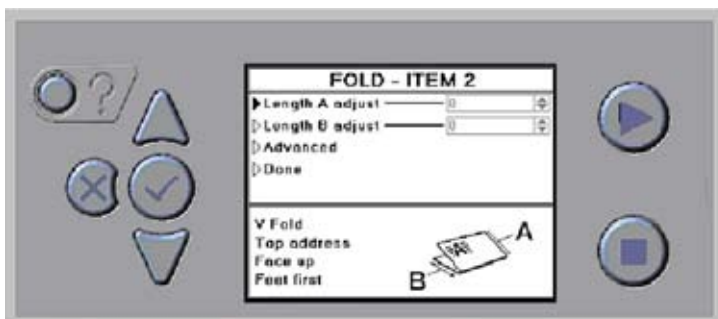 ?
FOLD - ITEM 2
Length A adjust 0
Length B adjust 0
Advanced
Done
V Fold
Top address
Face up
Feet first
A
B